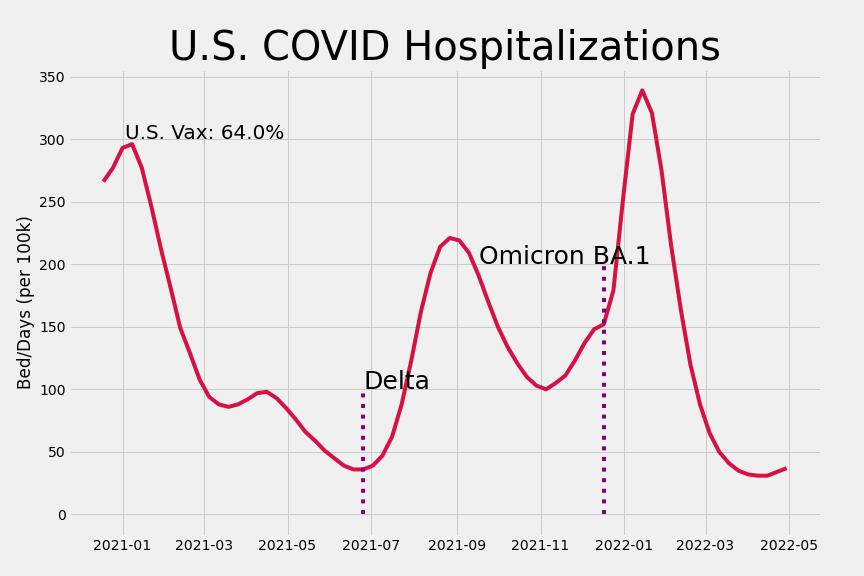 U.S. COVID Hospitalizations
Bed/Days (per 100k)
350
300
250
200
150
100
50
0
U.S. Vax: 64.0%
Omicron BA.1
Delta
2021-01 2021-03 2021-05 2021-07 2021-09 2021-11 2022-01 2022-03 2022-05